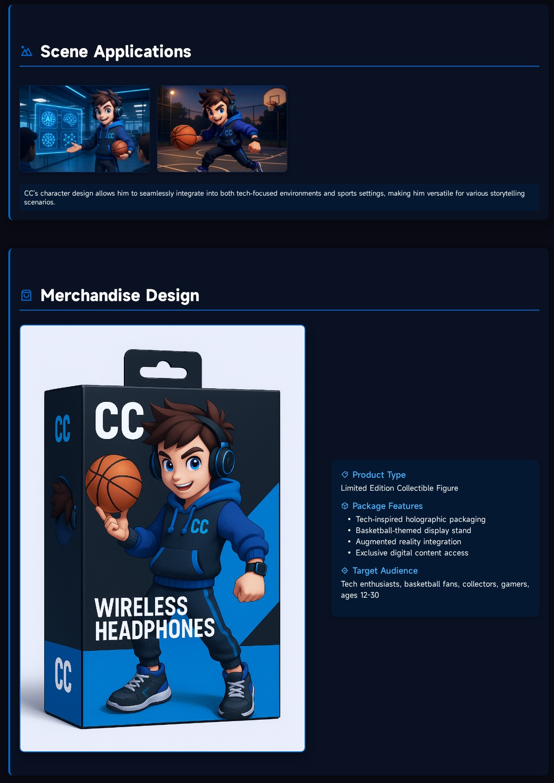 Scene Applications
CC
CC
CC's character design allows him to seamlessly integrate into both tech-focused environments and sports settings, making him versatile for various storytelling
scenarios.
Merchandise Design
CC
CC
CC
WIRELESS
HEADPHONES
CC
Product Type
Limited Edition Collectible Figure
Package Features
• Tech-inspired holographic packaging
• Basketball-themed display stand
• Augmented reality integration
• Exclusive digital content access
Target Audience
Tech enthusiasts, basketball fans, collectors, gamers,
ages 12-30